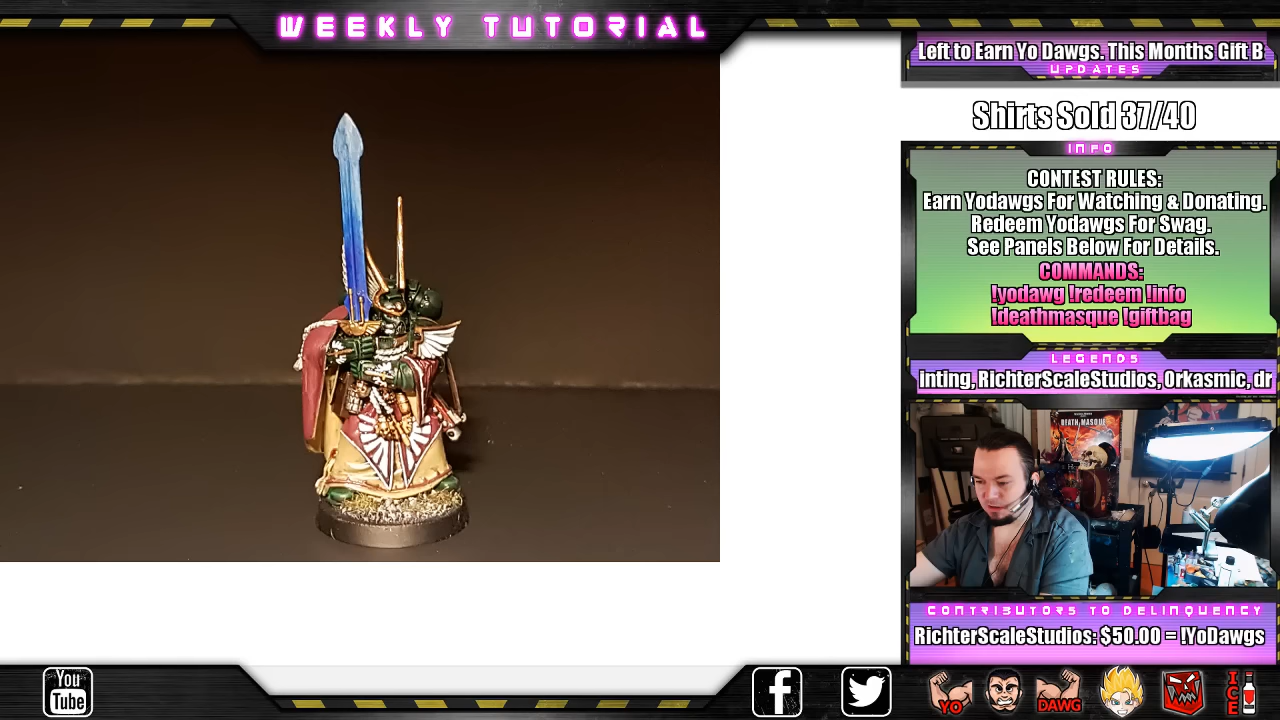 WEEKLY TUTORIAL
Left to Earn Yo Dawgs. This Months Gift B
UPDATES
Shirts Sold 37/40
INFO
CONTEST RULES:
Earn Yodawgs For Watching & Donating.
Redeem Yodawgs For Swag.
See Panels Below For Details.
COMMANDS:
!yodawg !redeem !info
!deathmasque !giftbag
LEGENDS
inting, RichterScaleStudios, Orkasmic, dr
DEATH MASQUE
CONTRIBUTORS TO DELINQUENCY
RichterScaleStudios: $50.00 = !YoDawgs
You
Tube
f
YO
DAWG
ICE